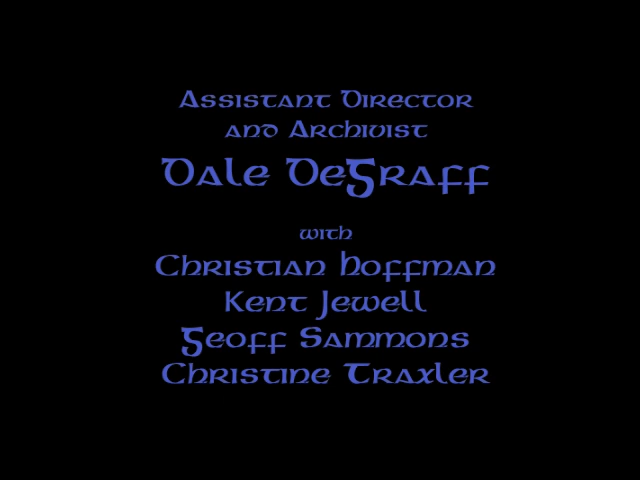 Assistant Director
and Archivist
Dale DeGraff
with
Christian Hoffman
Kent Jewell
Geoff Sammons
Christine Traxler